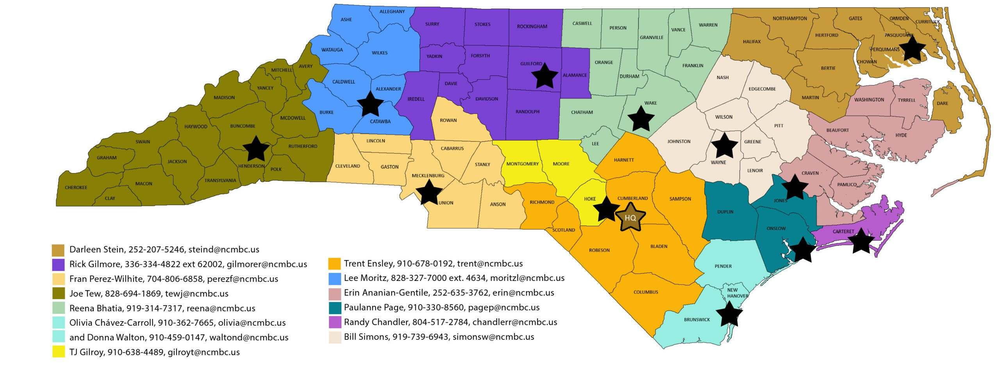 ALLEGHANY
ASHE
SURRY
STOKES
ROCKINGHAM
CASWELL
PERSON
GRANVILLE
VANCE
WARREN
NORTHAMPTON
GATES
CAMDEN
CURRITUCK
HALIFAX
HERTFORD
PASQUOTANK
PERQUIMANS
CHOWAN
WATAUGA
WILKES
YADKIN
FORSYTH
GUILFORD
ALAMANCE
ORANGE
DURHAM
FRANKLIN
BERTIE
AVERY
MITCHELL
YANCEY
MADISON
CALDWELL
ALEXANDER
IREDELL
DAVIE
DAVIDSON
RANDOLPH
CHATHAM
WAKE
NASH
EDGECOMBE
MARTIN
WASHINGTON
TYRRELL
DARE
HAYWOOD
BUNCOMBE
MCDOWELL
BURKE
CATAWBA
ROWAN
LEE
JOHNSTON
WILSON
PITT
GREENE
WAYNE
LENOIR
BEAUFORT
HYDE
SWAIN
GRAHAM
JACKSON
HENDERSON
POLK
RUTHERFORD
CLEVELAND
LINCOLN
GASTON
MECKLENBURG
CABARRUS
STANLY
MONTGOMERY
MOORE
HARNETT
CRAVEN
PAMLICO
CHEROKEE
CLAY
MACON
TRANSYLVANIA
UNION
ANSON
RICHMOND
SCOTLAND
HOKE
CUMBERLAND
HQ
SAMPSON
DUPLIN
JONES
ONSLOW
CARTERET
ROBESON
BLADEN
COLUMBUS
PENDER
NEW
HANOVER
BRUNSWICK
Darleen Stein, 252-207-5246, steind@ncmbc.us
Rick Gilmore, 336-334-4822 ext 62002, gilmorer@ncmbc.us
Fran Perez-Wilhite, 704-806-6858, perezf@ncmbc.us
Joe Tew, 828-694-1869, tewj@ncmbc.us
Reena Bhatia, 919-314-7317, reena@ncmbc.us
Olivia Chávez-Carroll, 910-362-7665, olivia@ncmbc.us
and Donna Walton, 910-459-0147, waltond@ncmbc.us
TJ Gilroy, 910-638-4489, gilroyt@ncmbc.us
Trent Ensley, 910-678-0192, trent@ncmbc.us
Lee Moritz, 828-327-7000 ext. 4634, moritzl@ncmbc.us
Erin Ananian-Gentile, 252-635-3762, erin@ncmbc.us
Paulanne Page, 910-330-8560, pagep@ncmbc.us
Randy Chandler, 804-517-2784, chandlerr@ncmbc.us
Bill Simons, 919-739-6943, simonsw@ncmbc.us